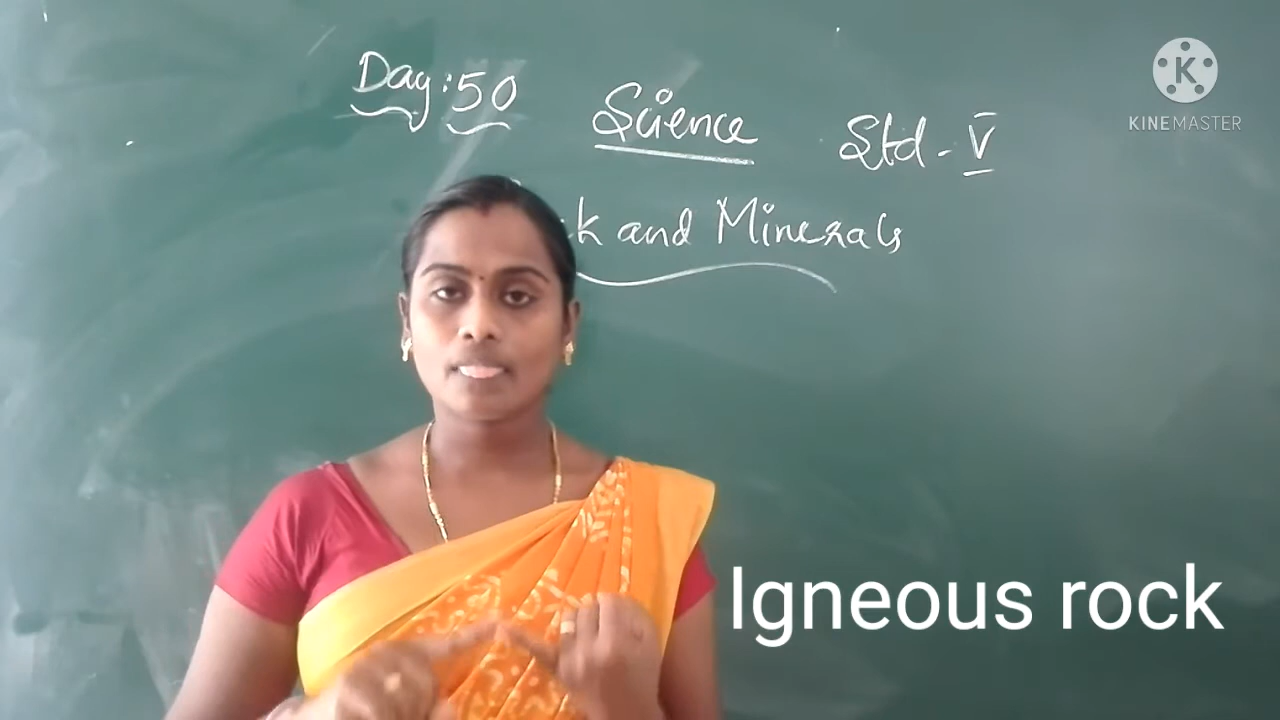 Day: 50
Science
Std - V
and Minerals
KINEMASTER
Igneous rock